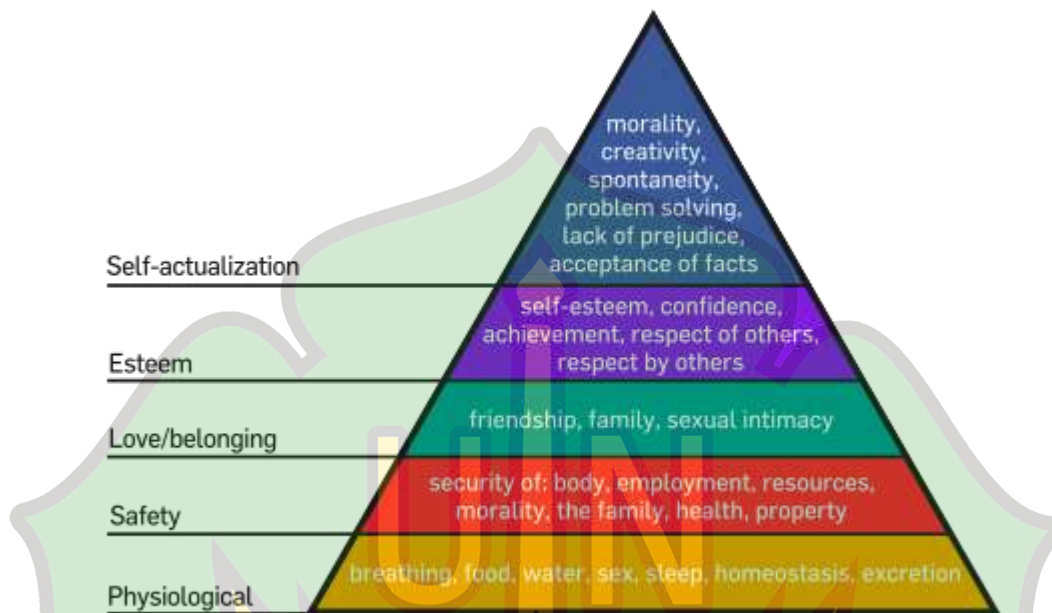 morality,
creativity,
spontaneity,
problem solving,
lack of prejudice,
acceptance of facts
Self-actualization
self-esteem, confidence,
achievement, respect of others,
respect by others
Esteem
friendship, family, sexual intimacy
Love/belonging
security of: body, employment, resources,
morality, the family, health, property
Safety
breathing, food, water, sex, sleep, homeostasis, excretion
Physiological
UIN